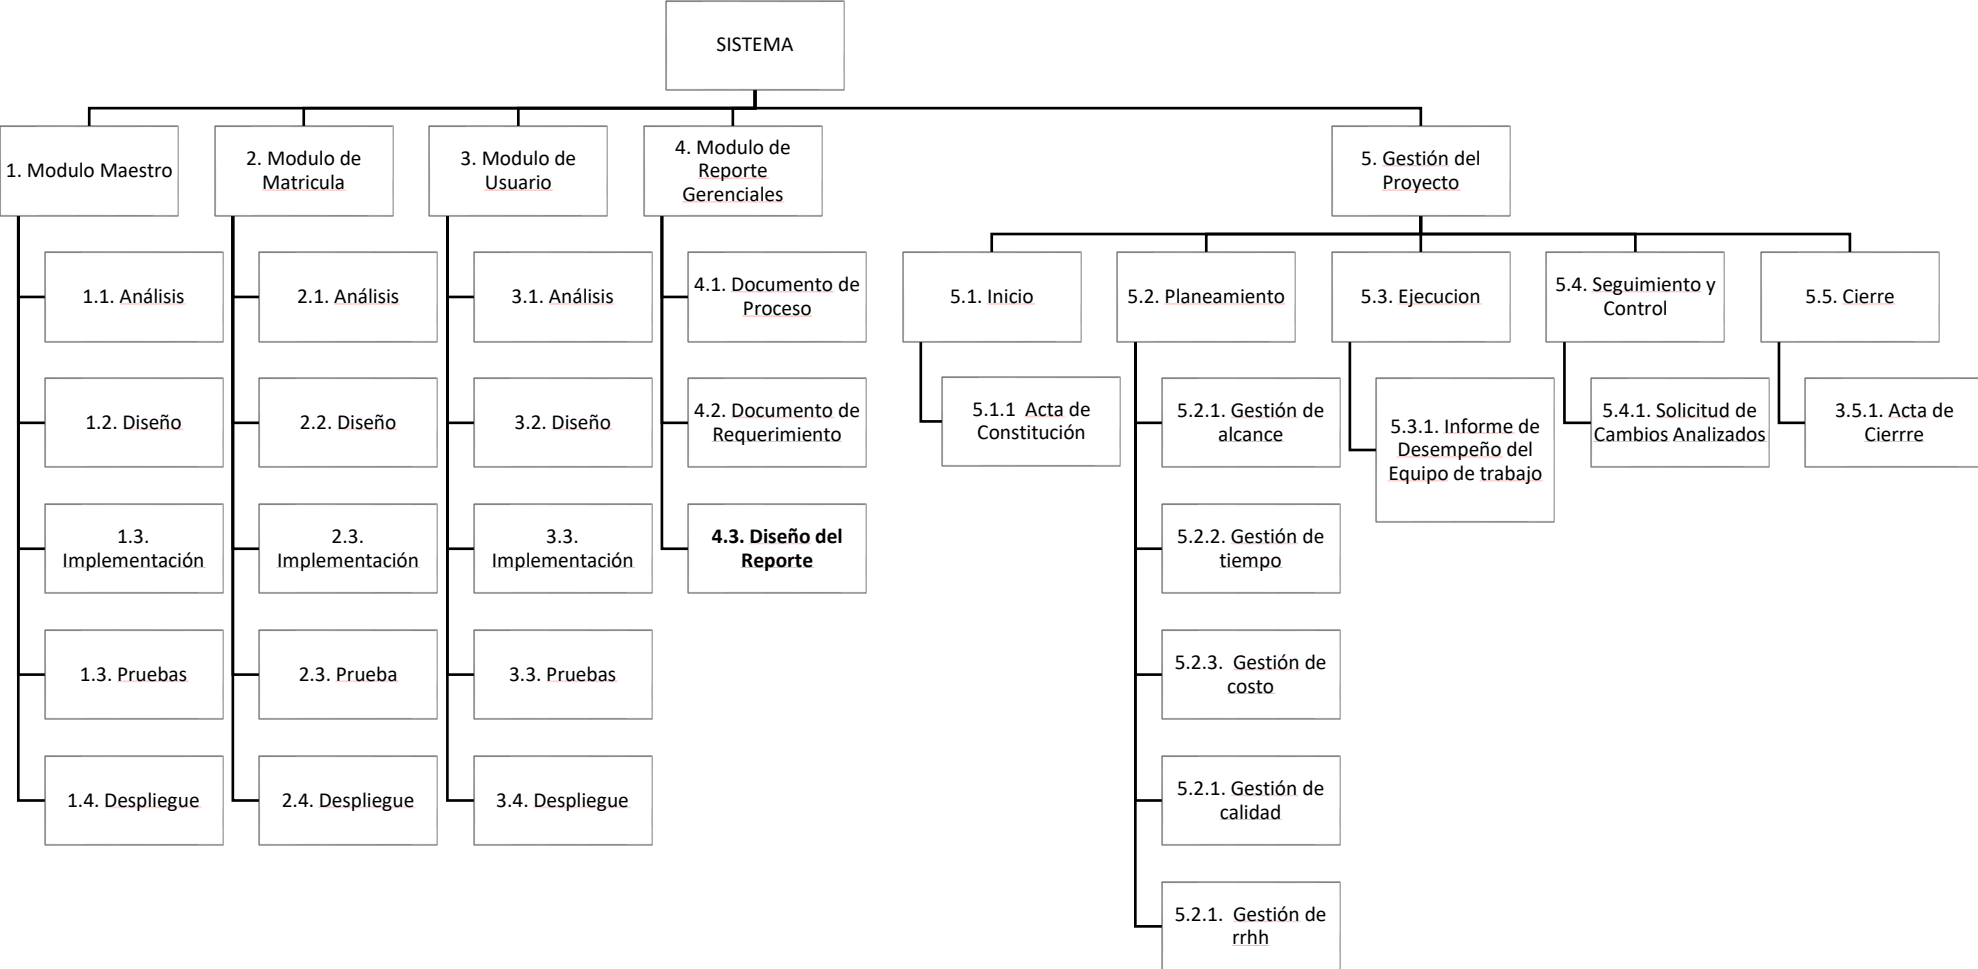 SISTEMA
1. Modulo Maestro
2. Modulo de
Matricula
3. Modulo de
Usuario
4. Modulo de
Reporte
Gerenciales
5. Gestión del
Proyecto
1.1. Análisis
1.2. Diseño
1.3.
Implementación
1.3. Pruebas
1.4. Despliegue
2.1. Análisis
2.2. Diseño
2.3.
Implementación
2.3. Prueba
2.4. Despliegue
3.1. Análisis
3.2. Diseño
3.3.
Implementación
3.3. Pruebas
3.4. Despliegue
4.1. Documento de
Proceso
4.2. Documento de
Requerimiento
4.3. Diseño del
Reporte
5.1. Inicio
5.1.1 Acta de
Constitución
5.2. Planeamiento
5.2.1. Gestión de
alcance
5.2.2. Gestión de
tiempo
5.2.3. Gestión de
costo
5.2.1. Gestión de
calidad
5.2.1. Gestión de
rrhh
5.3. Ejecucion
5.3.1. Informe de
Desempeño del
Equipo de trabajo
5.4. Seguimiento y
Control
5.4.1. Solicitud de
Cambios Analizados
5.5. Cierre
3.5.1. Acta de
Cierrre